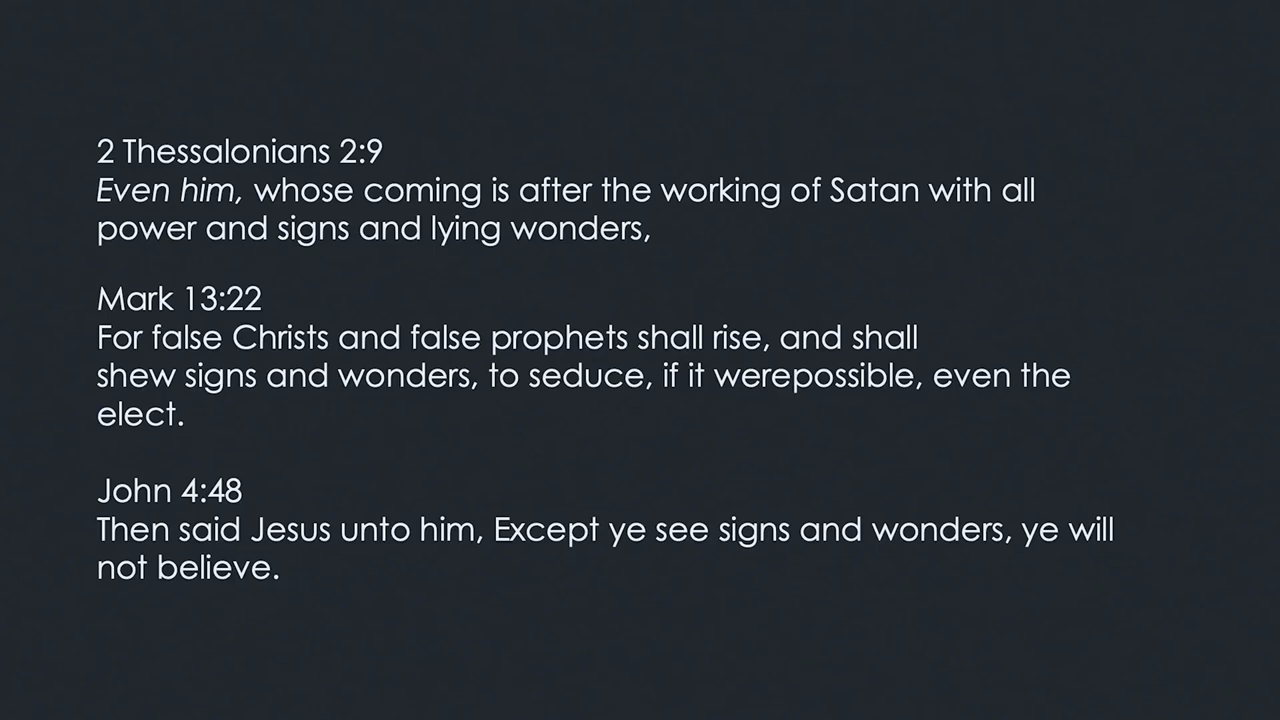 2 Thessalonians 2:9
Even him, whose coming is after the working of Satan with all
power and signs and lying wonders,
Mark 13:22
For false Christs and false prophets shall rise, and shall
shew signs and wonders, to seduce, if it werepossible, even the
elect.
John 4:48
Then said Jesus unto him, Except ye see signs and wonders, ye will
not believe.